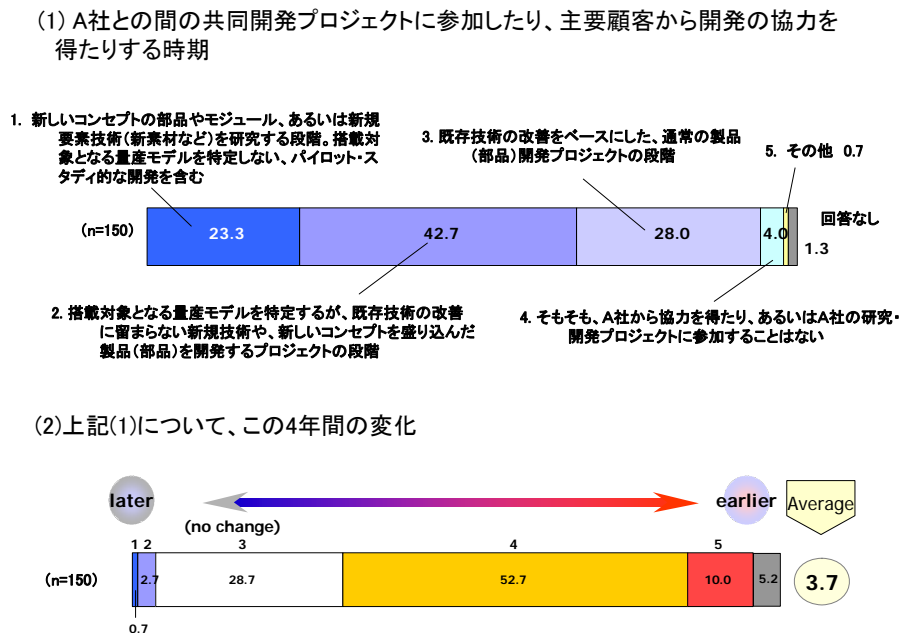 (1) A社との間の共同開発プロジェクトに参加したり、主要顧客から開発の協力を
得たりする時期
1. 新しいコンセプトの部品やモジュール、あるいは新規
要素技術(新素材など)を研究する段階。搭載対
象となる量産モデルを特定しない、パイロット・ス
タディ的な開発を含む
3. 既存技術の改善をベースにした、通常の製品
(部品)開発プロジェクトの段階
5. その他 0.7
(n=150)
23.3
42.7
28.0
4.0
回答なし
1.3
2. 搭載対象となる量産モデルを特定するが、既存技術の改善
に留まらない新規技術や、新しいコンセプトを盛り込んだ
製品(部品)を開発するプロジェクトの段階
4. そもそも、A社から協力を得たり、あるいはA社の研究・
開発プロジェクトに参加することはない
(2)上記(1)について、この4年間の変化
later
earlier
Average
(no change)
1 2 3 4 5
(n=150)
2.7
28.7
52.7
10.0
5.2
3.7
0.7